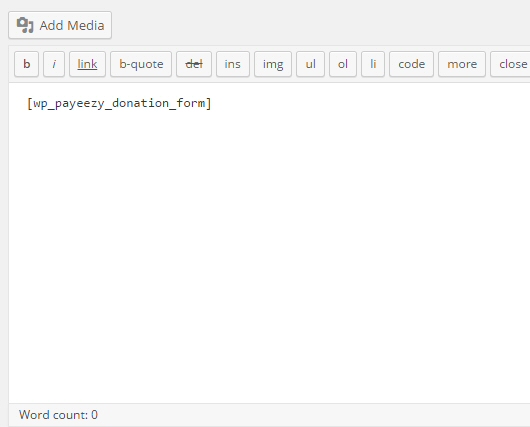 Add Media
b i link b-quote del ins img ul ol li code more close
[wp_payeezy_donation_form]
Word count: 0